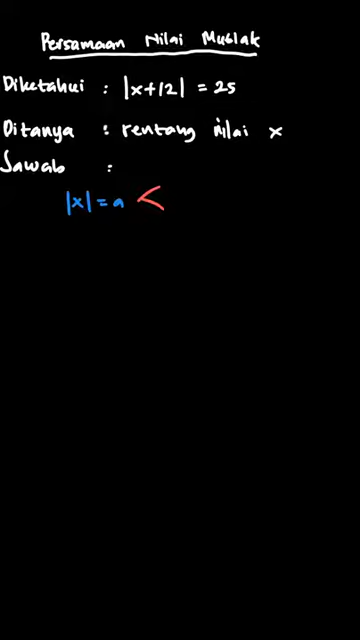 Persamaan Nilai Mutlak
Diketahui : |x+12| = 25
Ditanya : rentang nilai x
Jawab :
|x| = a <